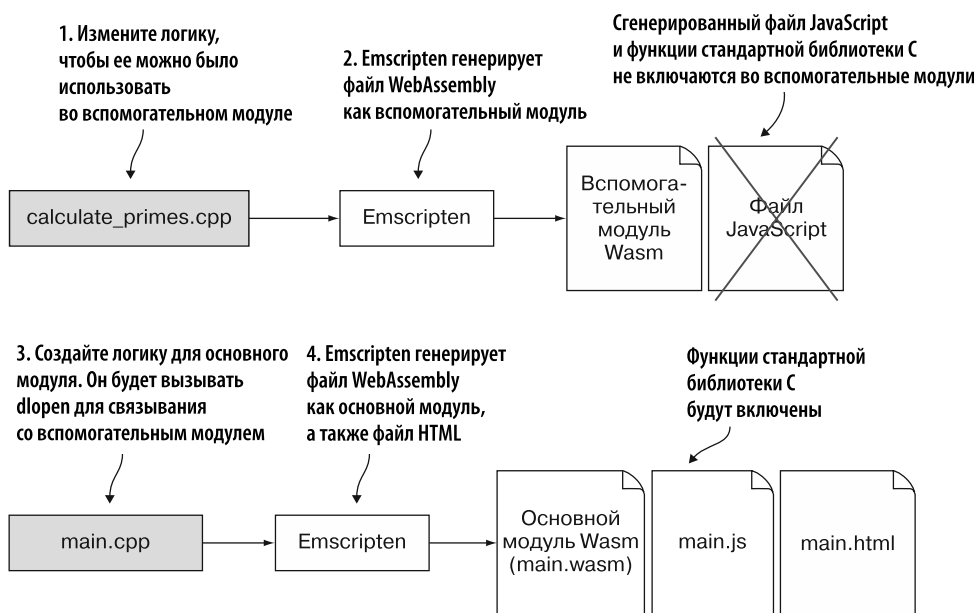 1. Измените логику,
чтобы ее можно было
использовать
во вспомогательном модуле
2. Emscripten генерирует
файл WebAssembly
как вспомогательный модуль
Сгенерированный файл JavaScript
и функции стандартной библиотеки C
не включаются во вспомогательные модули
calculate_primes.cpp
Emscripten
Вспомога-
тельный
модуль
Wasm
Файл
JavaScript
3. Создайте логику для основного
модуля. Он будет вызывать
dlopen для связывания
со вспомогательным модулем
4. Emscripten генерирует
файл WebAssembly
как основной модуль,
а также файл HTML
Функции стандартной
библиотеки C
будут включены
main.cpp
Emscripten
Основной
модуль Wasm
(main.wasm)
main.js
main.html